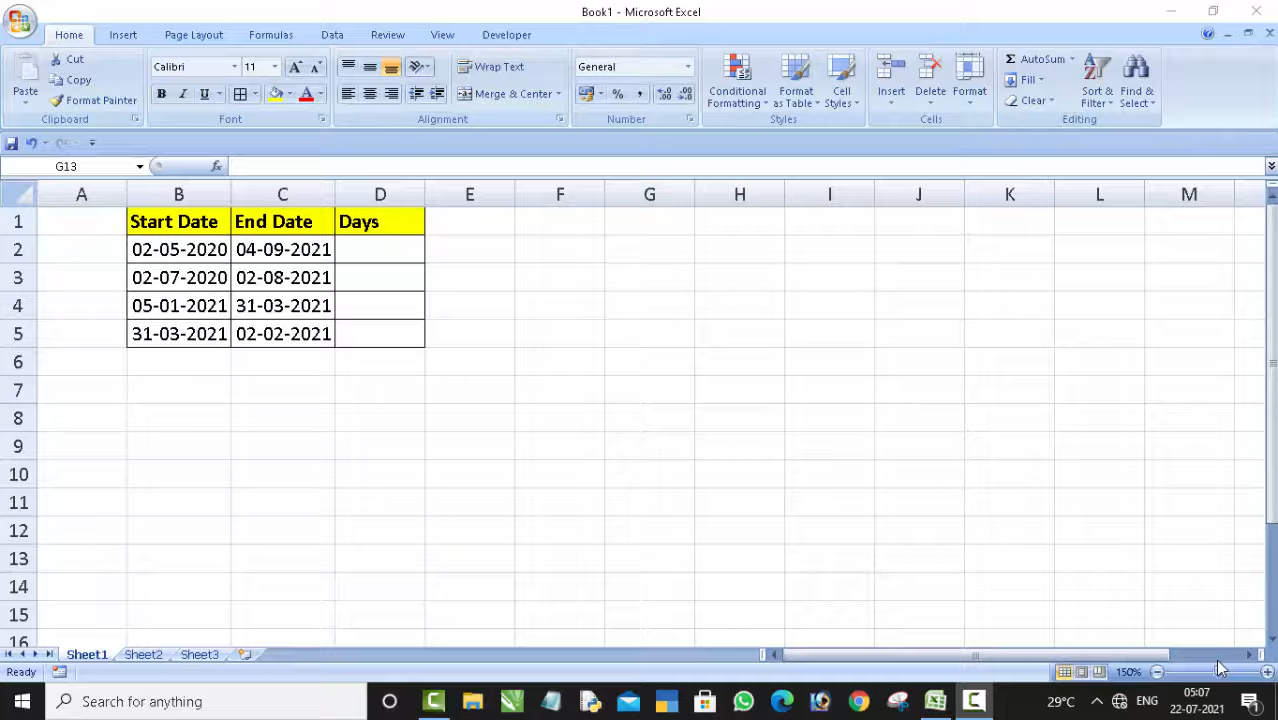 Book1 - Microsoft Excel
Home Insert Page Layout Formulas Data Review View Developer
Paste
Cut
Copy
Format Painter
Clipboard
Calibri 11
B I U
Font
Wrap Text
Merge & Center
Alignment
General
% ,
Number
Conditional Formatting
Format as Table
Cell Styles
Styles
Insert
Delete
Format
Cells
Σ AutoSum
Fill
Clear
Sort & Filter
Find & Select
Editing
G13 fx
A B C D E F G H I J K L M
1 Start Date End Date Days
2 02-05-2020 04-09-2021
3 02-07-2020 02-08-2021
4 05-01-2021 31-03-2021
5 31-03-2021 02-02-2021
6
7
8
9
10
11
12
13
14
15
16
Sheet1 Sheet2 Sheet3
Ready 150%
Search for anything
29°C ENG
05:07
22-07-2021
1